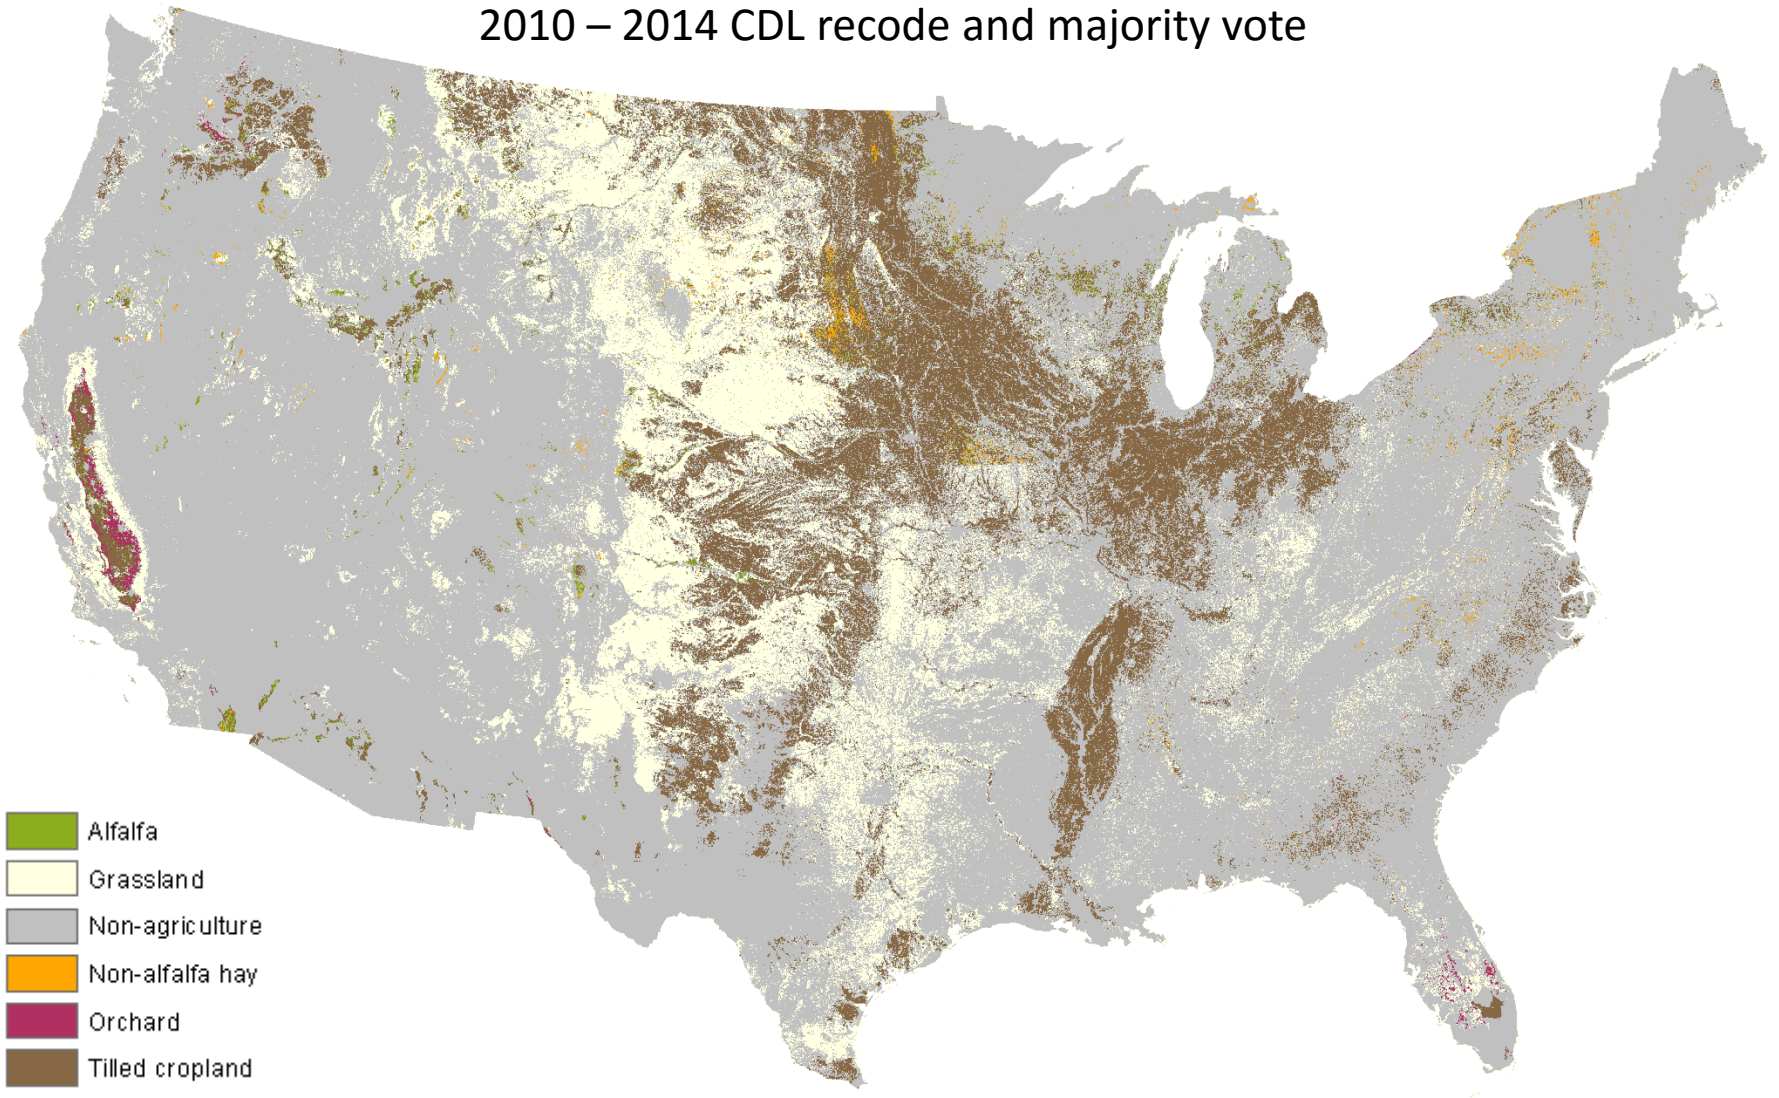 2010 – 2014 CDL recode and majority vote
Alfalfa
Grassland
Non-agriculture
Non-alfalfa hay
Orchard
Tilled cropland